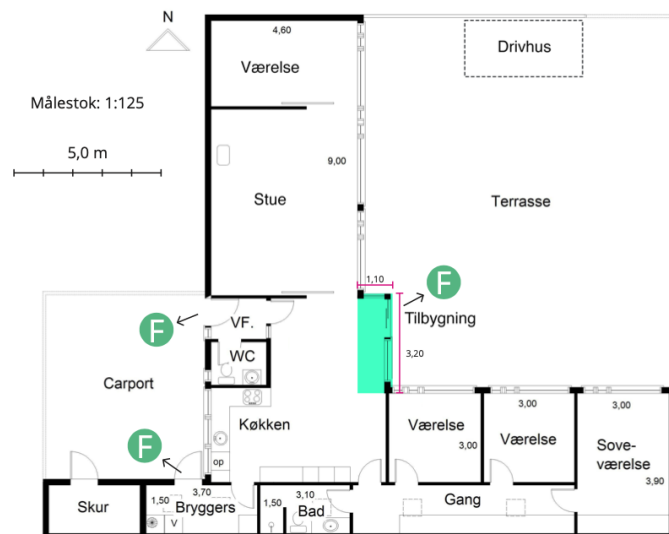 N
4,60
Værelse
Drivhus
Målestok: 1:125
5,0 m
9,00
Stue
Terrasse
1,10
F
Tilbygning
F
VF.
3,20
WC
Carport
Køkken
Værelse
3,00
3,00
Værelse
3,00
Sove-
værelse
3,90
F
op
Skur
1,50
3,70
Bryggers
V
1,50
3,10
Bad
Gang